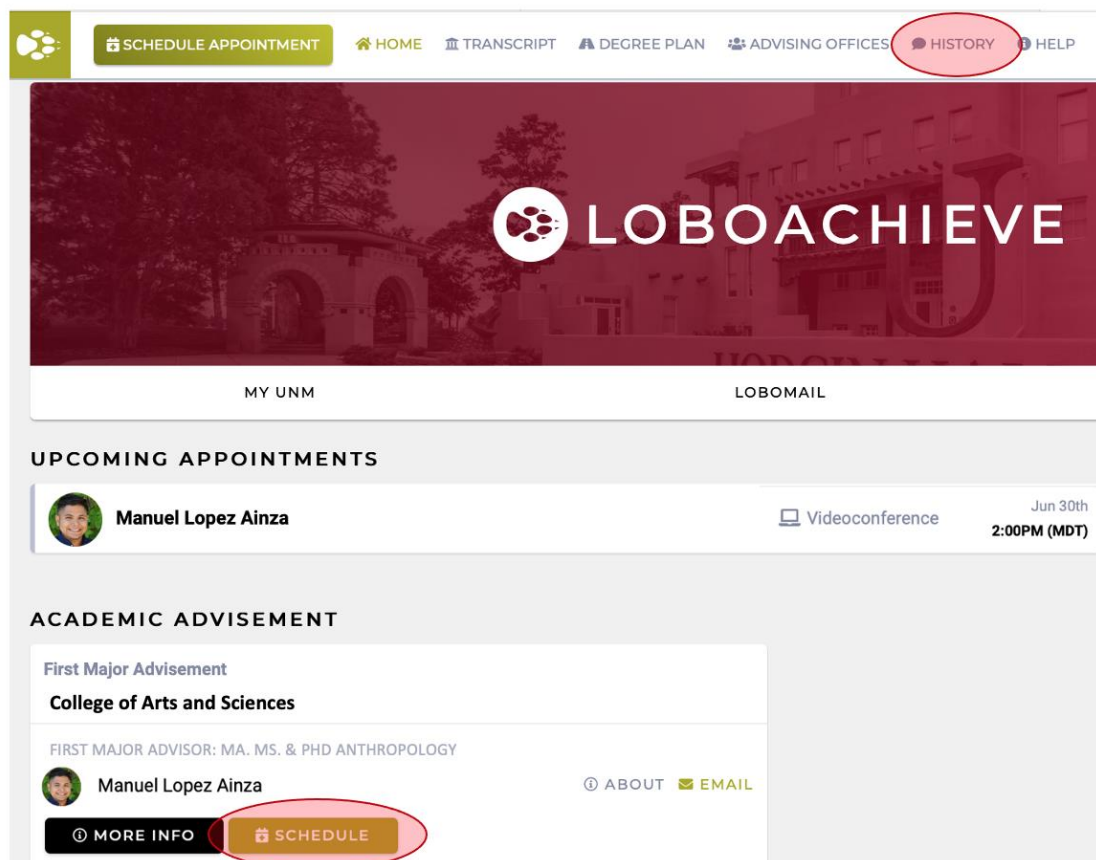 SCHEDULE APPOINTMENT HOME TRANSCRIPT DEGREE PLAN ADVISING OFFICES HISTORY HELP
LOBOACHIEVE
U
HODGIN HA
MY UNM LOBOMAIL
UPCOMING APPOINTMENTS
Manuel Lopez Ainza Videoconference Jun 30th
2:00PM (MDT)
ACADEMIC ADVISEMENT
First Major Advisement
College of Arts and Sciences
FIRST MAJOR ADVISOR: MA. MS. & PHD ANTHROPOLOGY
Manuel Lopez Ainza ABOUT EMAIL
MORE INFO SCHEDULE